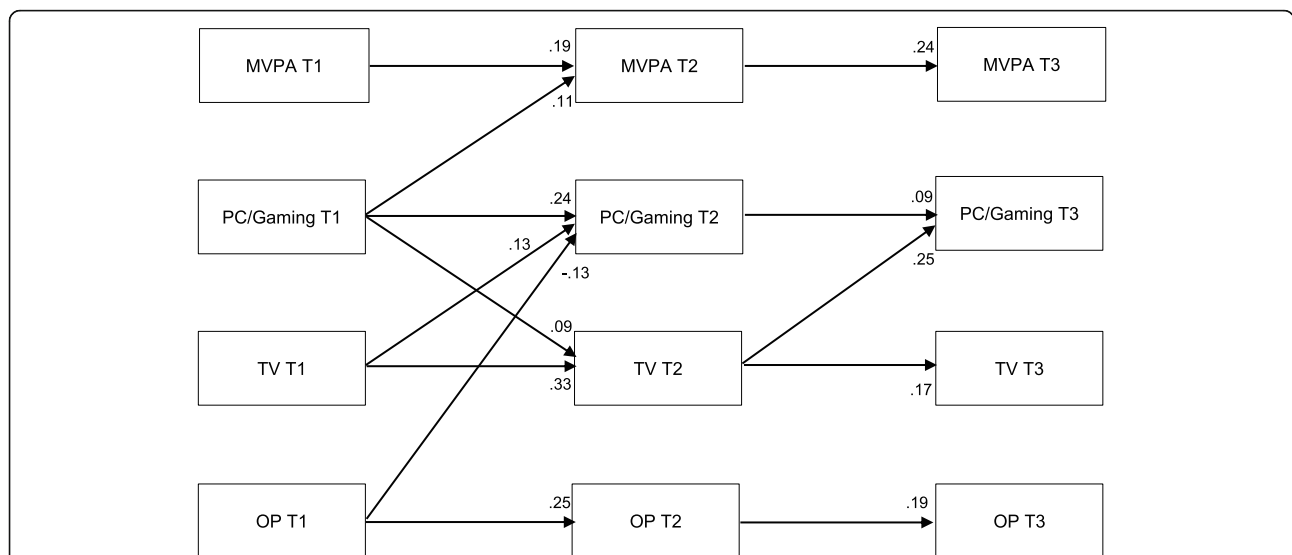 .19
.24
MVPA T1
MVPA T2
MVPA T3
.11
.24
.09
PC/Gaming T1
PC/Gaming T2
PC/Gaming T3
.13
.25
-.13
.09
TV T1
TV T2
TV T3
.33
.17
.25
.19
OP T1
OP T2
OP T3